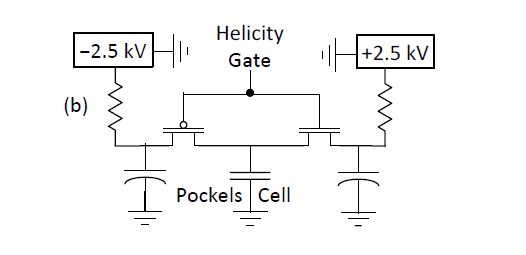 Helicity
Gate
−2.5 kV
+2.5 kV
(b)
Pockels Cell